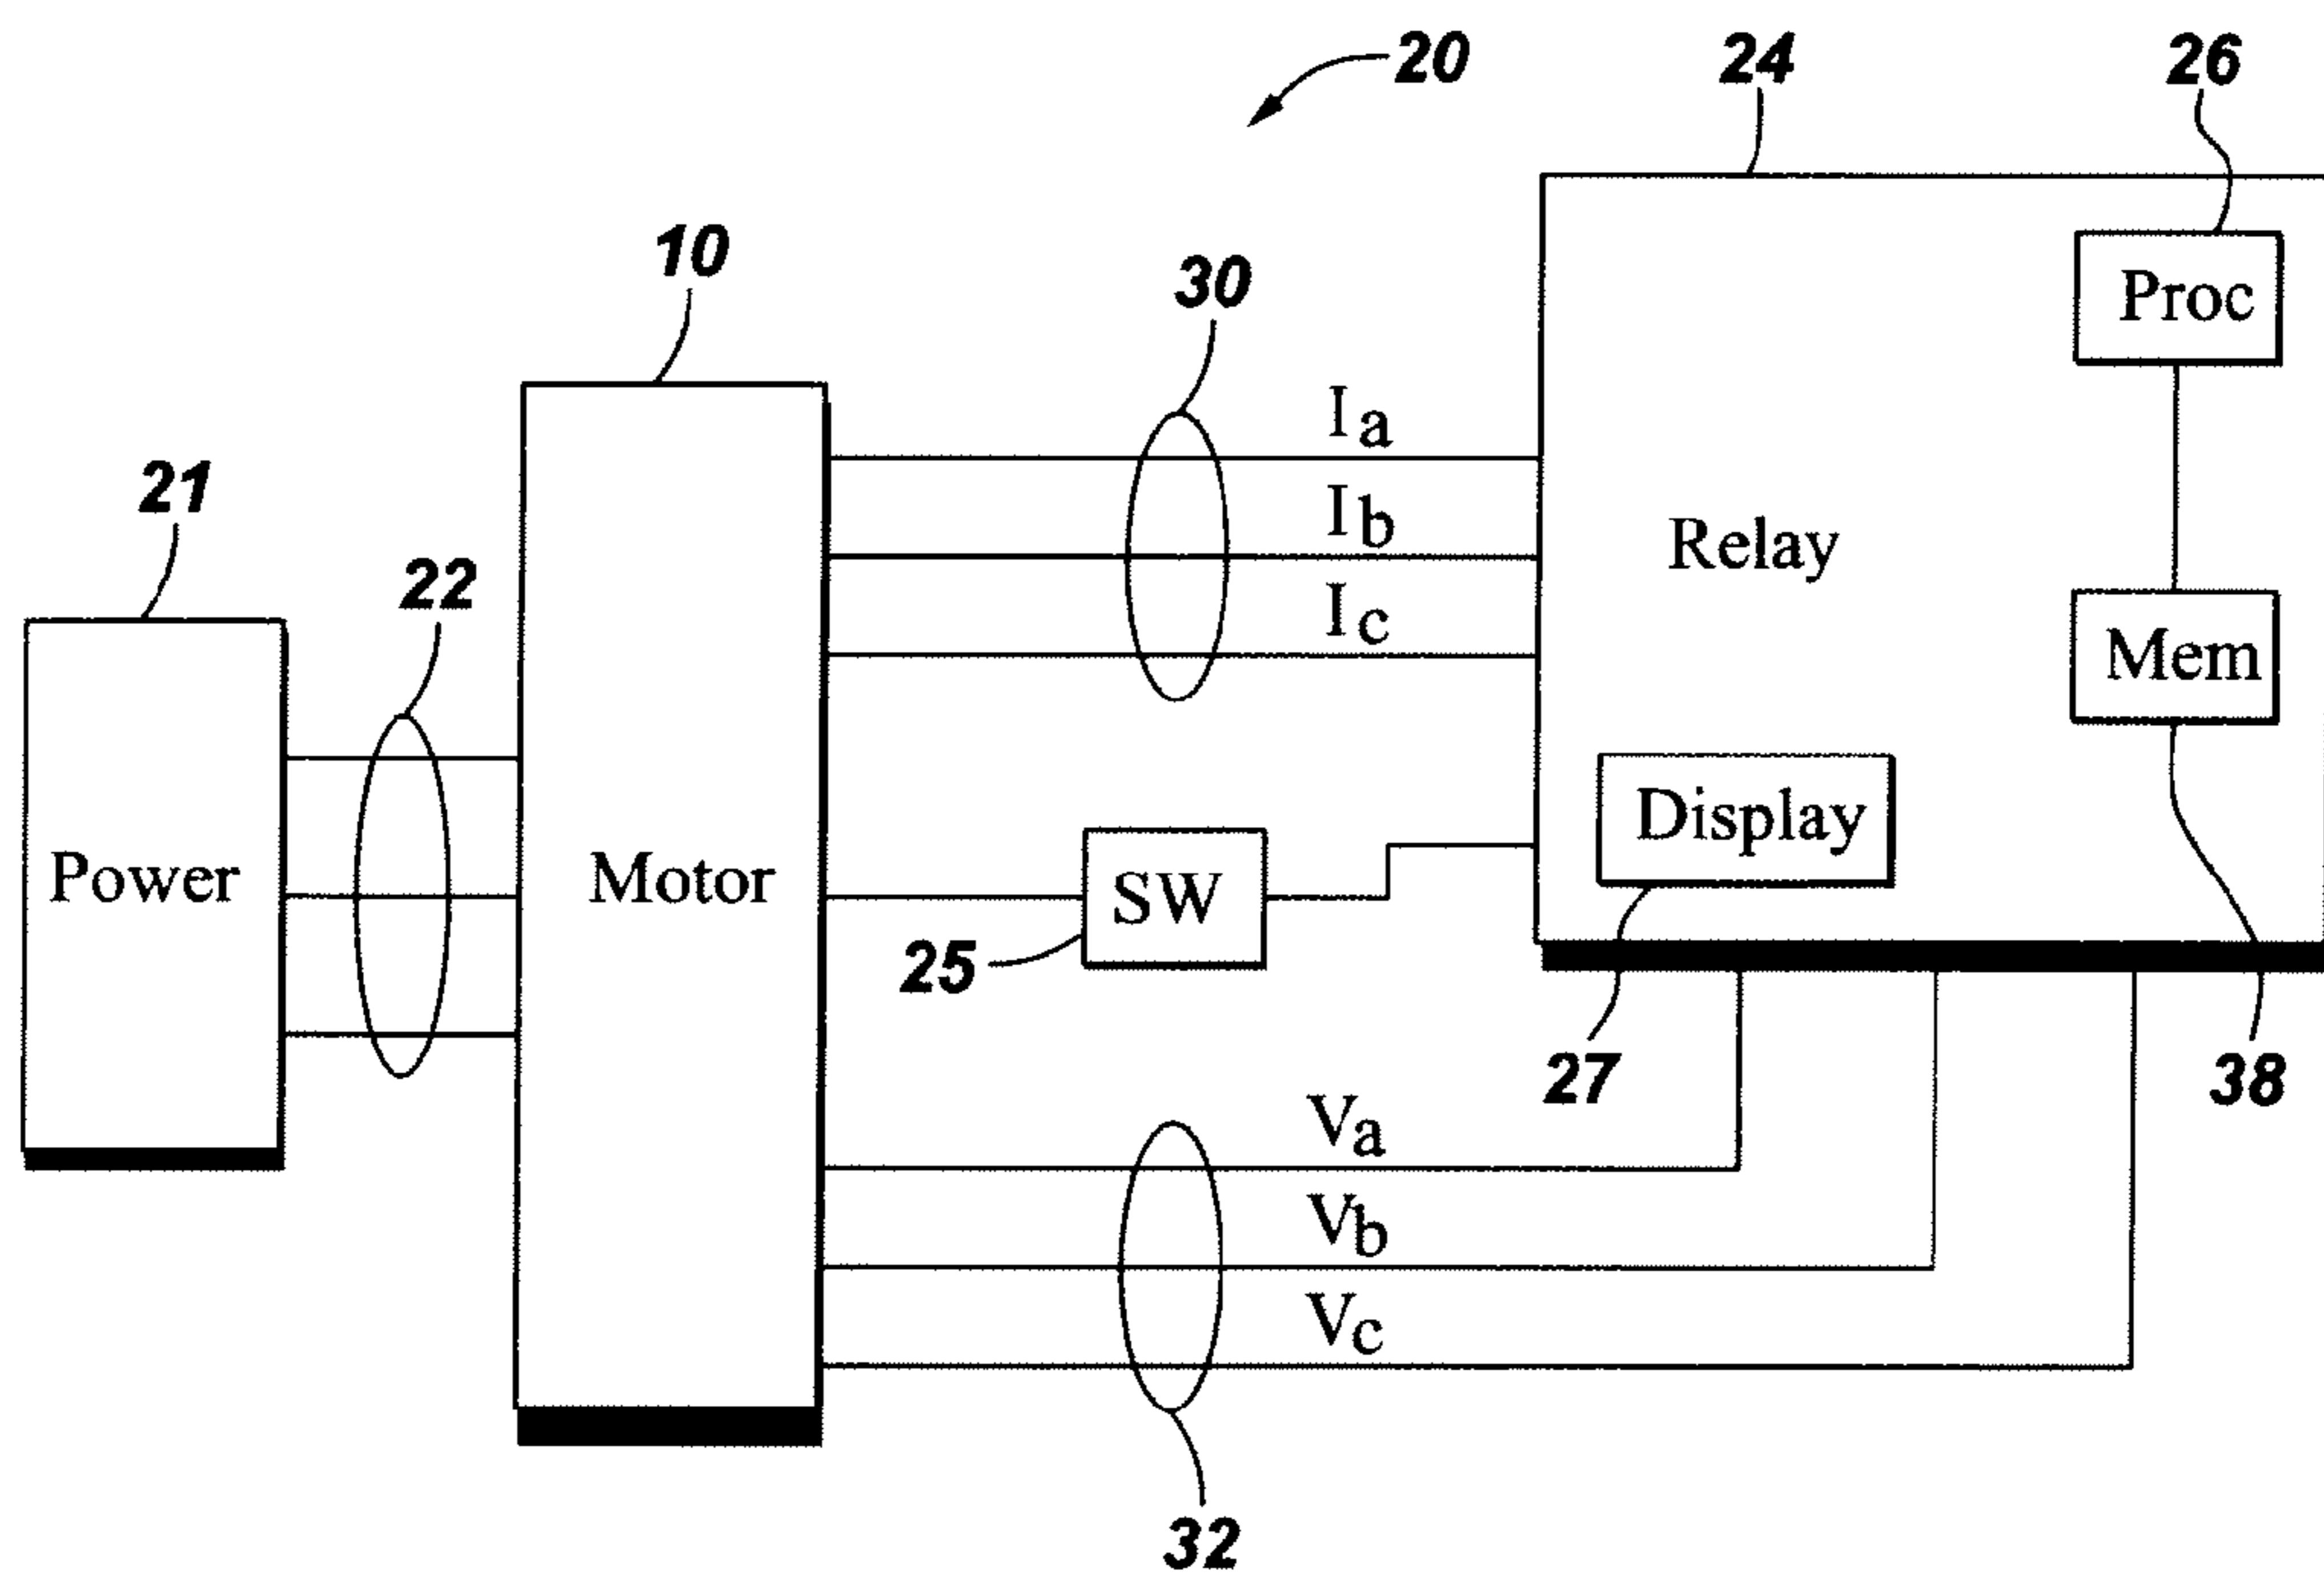 20
24
26
10
30
Proc
Ia
21
Ib
Relay
22
Ic
Mem
Display
Power
Motor
SW
25
27
38
Va
Vb
Vc
32